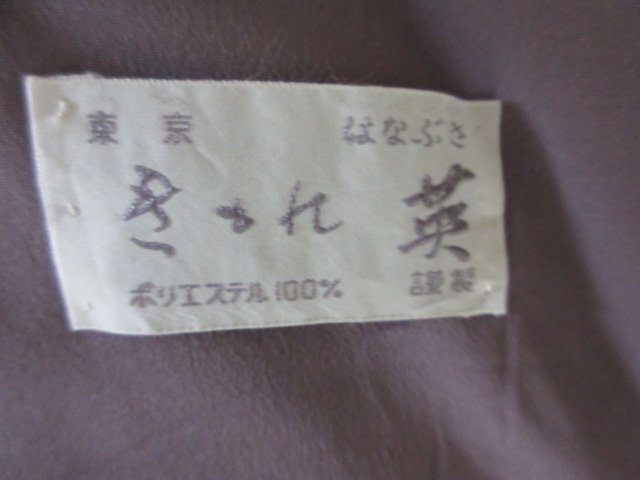 東京 はなぶさ
きもの 英
ポリエステル100% 謹製